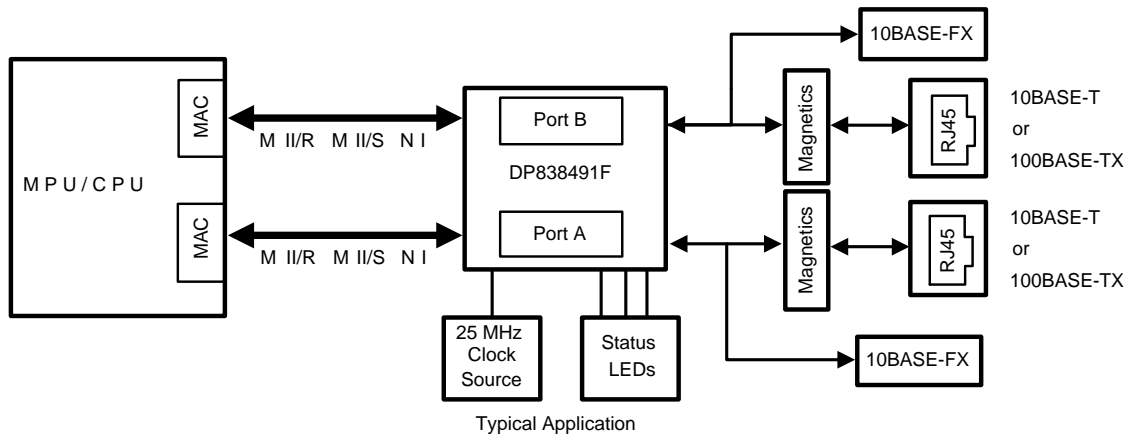 10BASE-FX
MAC
M II/R M II/S N I
Port B
Magnetics
RJ45
10BASE-T
or
100BASE-TX
DP838491F
M P U / C P U
MAC
M II/R M II/S N I
Port A
Magnetics
RJ45
10BASE-T
or
100BASE-TX
25 MHz
Clock
Source
Status
LEDs
10BASE-FX
Typical Application